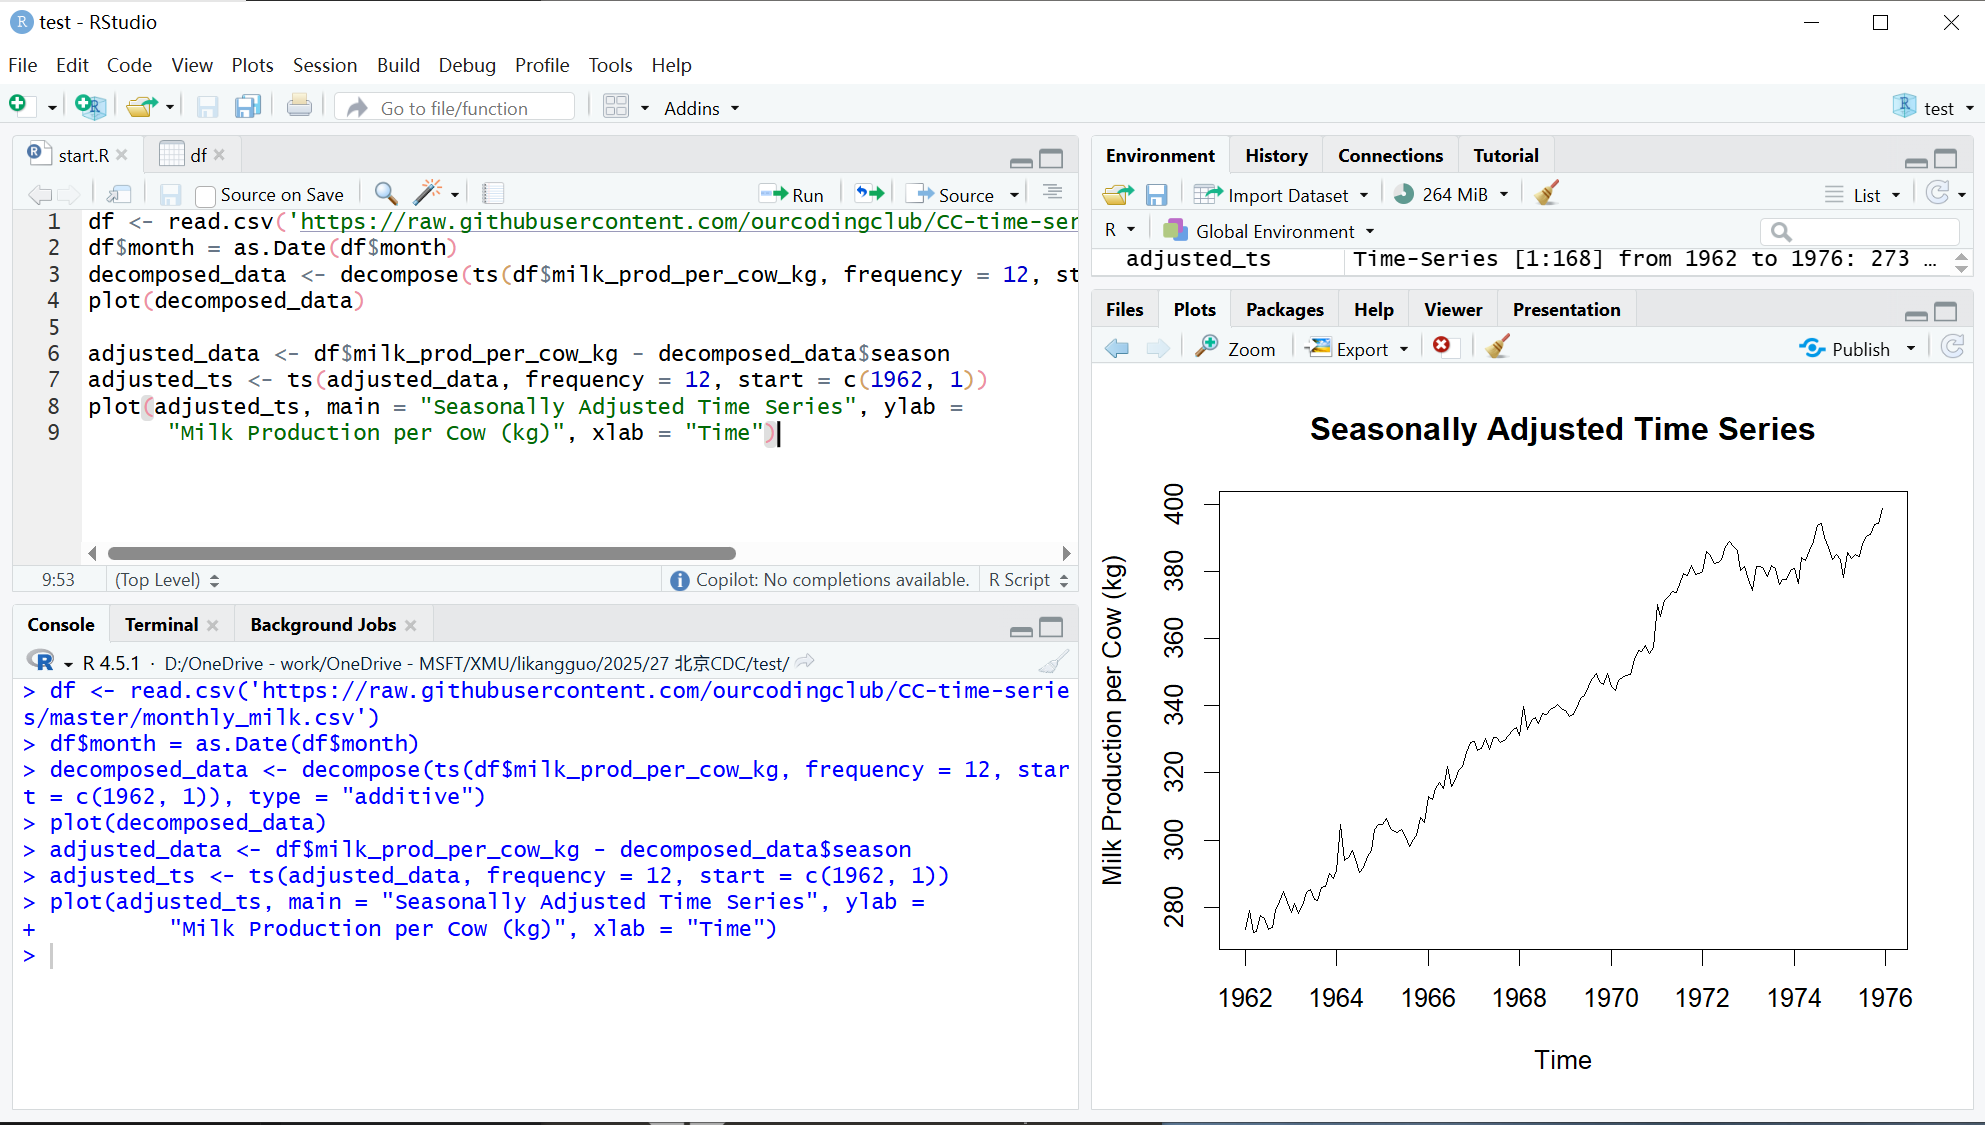 test - RStudio
File Edit Code View Plots Session Build Debug Profile Tools Help
Go to file/function Addins test
start.R df
Source on Save Run Source
1 df <- read.csv('https://raw.githubusercontent.com/ourcodingclub/CC-time-ser
2 df$month = as.Date(df$month)
3 decomposed_data <- decompose(ts(df$milk_prod_per_cow_kg, frequency = 12, st
4 plot(decomposed_data)
5
6 adjusted_data <- df$milk_prod_per_cow_kg - decomposed_data$season
7 adjusted_ts <- ts(adjusted_data, frequency = 12, start = c(1962, 1))
8 plot(adjusted_ts, main = "Seasonally Adjusted Time Series", ylab =
9 "Milk Production per Cow (kg)", xlab = "Time")
9:53 (Top Level) Copilot: No completions available. R Script
Console Terminal Background Jobs
R 4.5.1 · D:/OneDrive - work/OneDrive - MSFT/XMU/likangguo/2025/27 北京CDC/test/
> df <- read.csv('https://raw.githubusercontent.com/ourcodingclub/CC-time-serie
s/master/monthly_milk.csv')
> df$month = as.Date(df$month)
> decomposed_data <- decompose(ts(df$milk_prod_per_cow_kg, frequency = 12, star
t = c(1962, 1)), type = "additive")
> plot(decomposed_data)
> adjusted_data <- df$milk_prod_per_cow_kg - decomposed_data$season
> adjusted_ts <- ts(adjusted_data, frequency = 12, start = c(1962, 1))
> plot(adjusted_ts, main = "Seasonally Adjusted Time Series", ylab =
+ "Milk Production per Cow (kg)", xlab = "Time")
>
Environment History Connections Tutorial
Import Dataset 264 MiB List
R Global Environment
adjusted_ts Time-Series [1:168] from 1962 to 1976: 273 …
Files Plots Packages Help Viewer Presentation
Zoom Export Publish
Seasonally Adjusted Time Series
Milk Production per Cow (kg)
400
380
360
340
320
300
280
1962 1964 1966 1968 1970 1972 1974 1976
Time